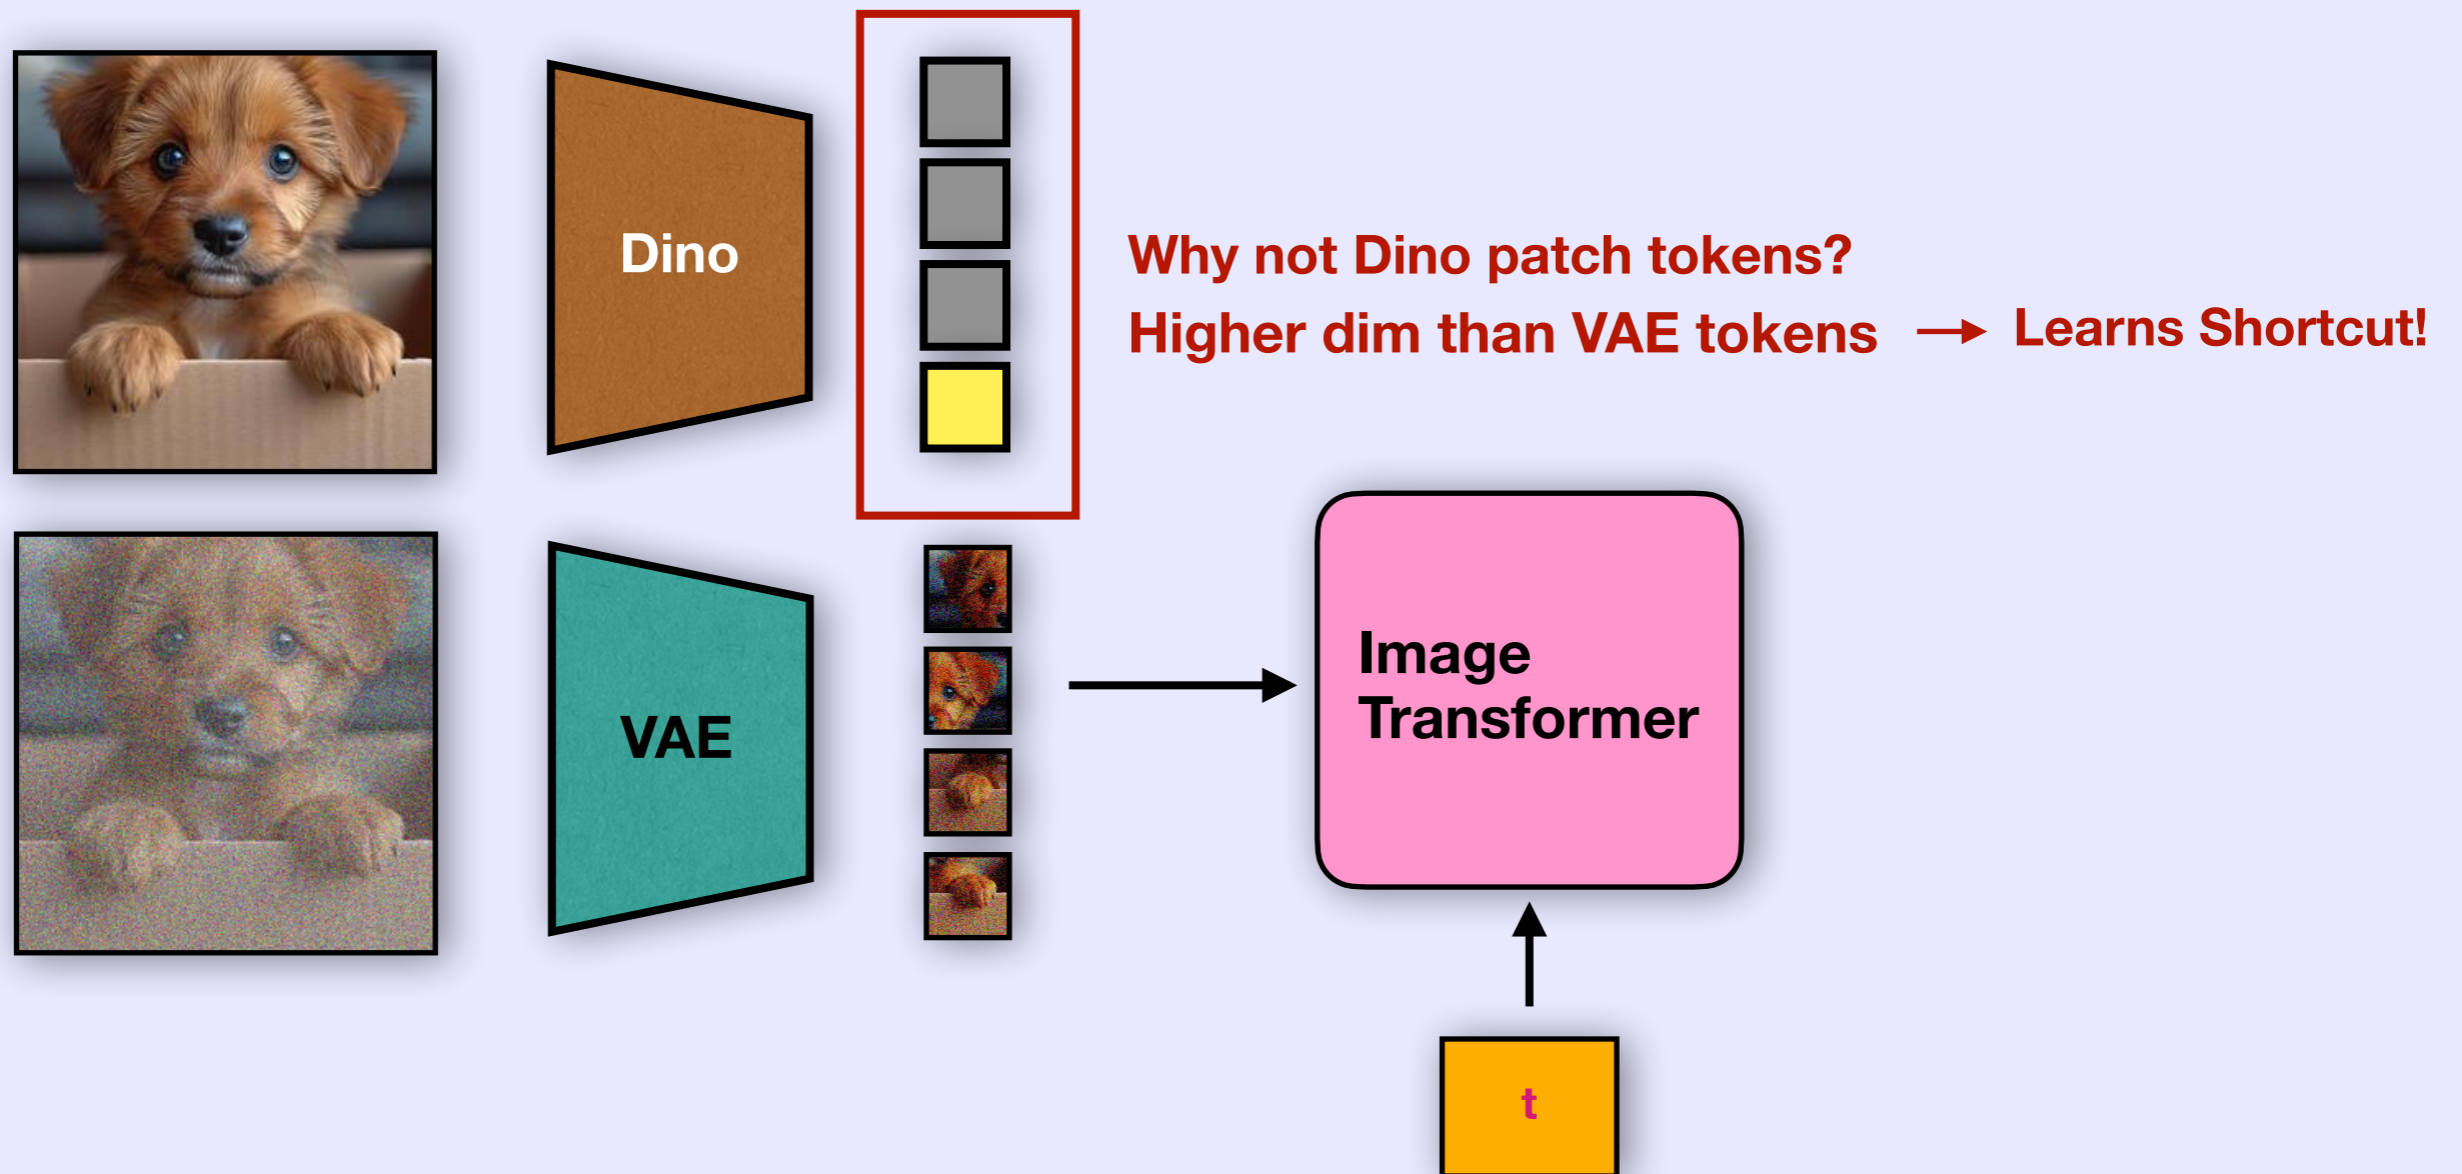 Dino
Why not Dino patch tokens?
Higher dim than VAE tokens → Learns Shortcut!
VAE
Image
Transformer
t